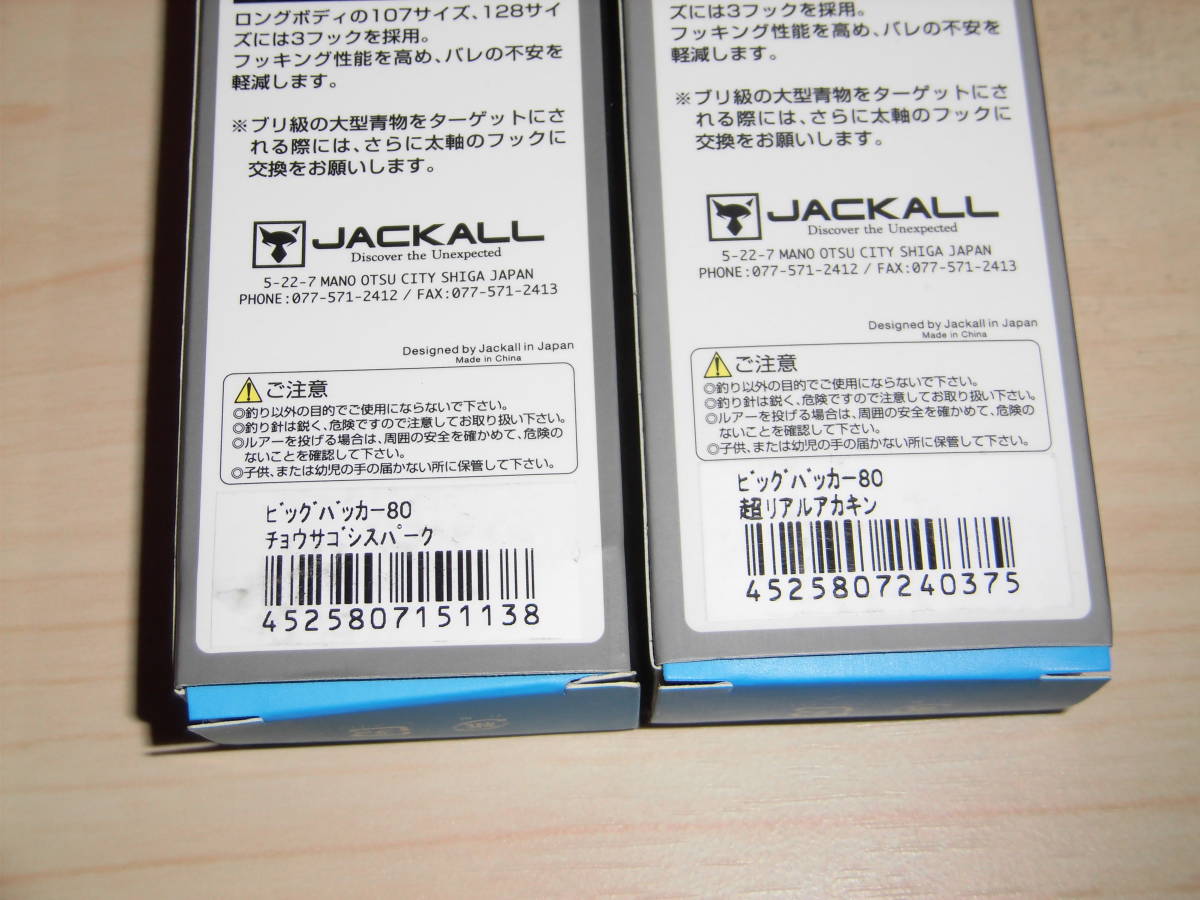 ロングボディの107サイズ、128サイ
ズには3フックを採用。
フッキング性能を高め、バレの不安を
軽減します。
※ブリ級の大型青物をターゲットにさ
れる際には、さらに太軸のフックに
交換をお願いします。
JACKALL
Discover the Unexpected
5-22-7 MANO OTSU CITY SHIGA JAPAN
PHONE:077-571-2412 / FAX:077-571-2413
Designed by Jackall in Japan
Made in China
ご注意
◎釣り以外の目的でご使用にならないで下さい。
◎釣り針は鋭く、危険ですので注意してお取り扱い下さい。
◎ルアーを投げる場合は、周囲の安全を確かめて、危険の
ないことを確認して下さい。
◎子供、または幼児の手の届かない所に保管して下さい。
ビッグバッカー80
チョウサゴシスパーク
4525807151138
ズには3フックを採用。
フッキング性能を高め、バレの不安を
軽減します。
※ブリ級の大型青物をターゲットにさ
れる際には、さらに太軸のフックに
交換をお願いします。
JACKALL
Discover the Unexpected
5-22-7 MANO OTSU CITY SHIGA JAPAN
PHONE:077-571-2412 / FAX:077-571-2413
Designed by Jackall in Japan
Made in China
ご注意
◎釣り以外の目的でご使用にならないで下さい。
◎釣り針は鋭く、危険ですので注意してお取り扱い下さい。
◎ルアーを投げる場合は、周囲の安全を確かめて、危険の
ないことを確認して下さい。
◎子供、または幼児の手の届かない所に保管して下さい。
ビッグバッカー80
超リアルアカキン
4525807240375